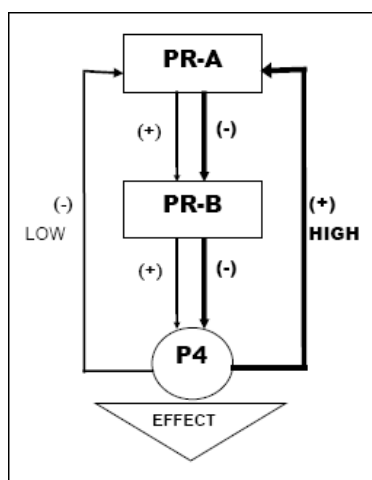 PR-A
(+) (-)
(-)
LOW
PR-B
(+)
HIGH
(+) (-)
P4
EFFECT